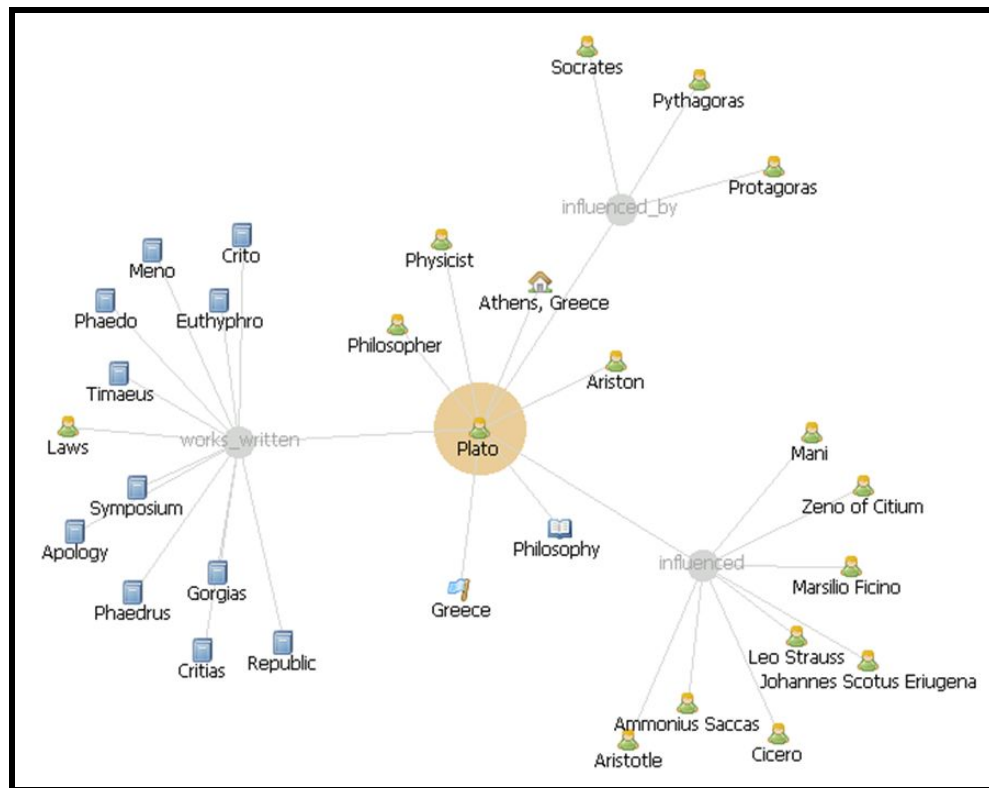 Socrates
Pythagoras
Protagoras
influenced_by
Crito
Meno
Physicist
Athens, Greece
Phaedo
Euthyphro
Philosopher
Ariston
Timaeus
Laws
works_written
Plato
Mani
Symposium
Zeno of Citium
Apology
Philosophy
influenced
Marsilio Ficino
Gorgias
Phaedrus
Greece
Critias
Republic
Leo Strauss
Johannes Scotus Eriugena
Ammonius Saccas
Aristotle
Cicero